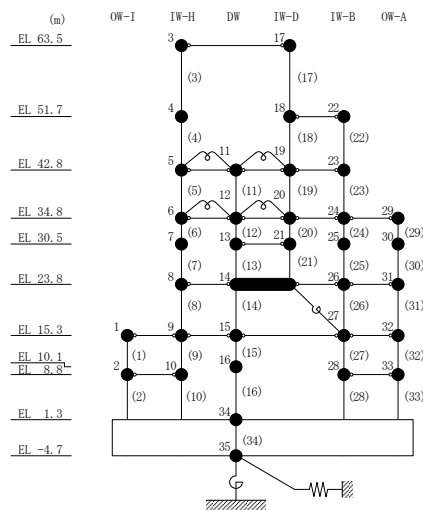 (m) OW-I IW-H DW IW-D IW-B OW-A
EL 63.5 3 17
(3) (17)
EL 51.7 4 18 22
(4) (18) (22)
11 19
EL 42.8 5 23
(5) (11) (19) (23)
12 20
EL 34.8 6 24 29
(6) (12) (20) (24) (29)
EL 30.5 7 13 21 25 30
(7) (13) (21) (25) (30)
EL 23.8 8 14 26 31
(8) (14) (26) (31)
27
EL 15.3 1 9 15 32
(1) (9) (15) (27) (32)
EL 10.1 16
EL 8.8 2 10 28 33
(2) (10) (16) (28) (33)
EL 1.3 34
EL -4.7 35 (34)